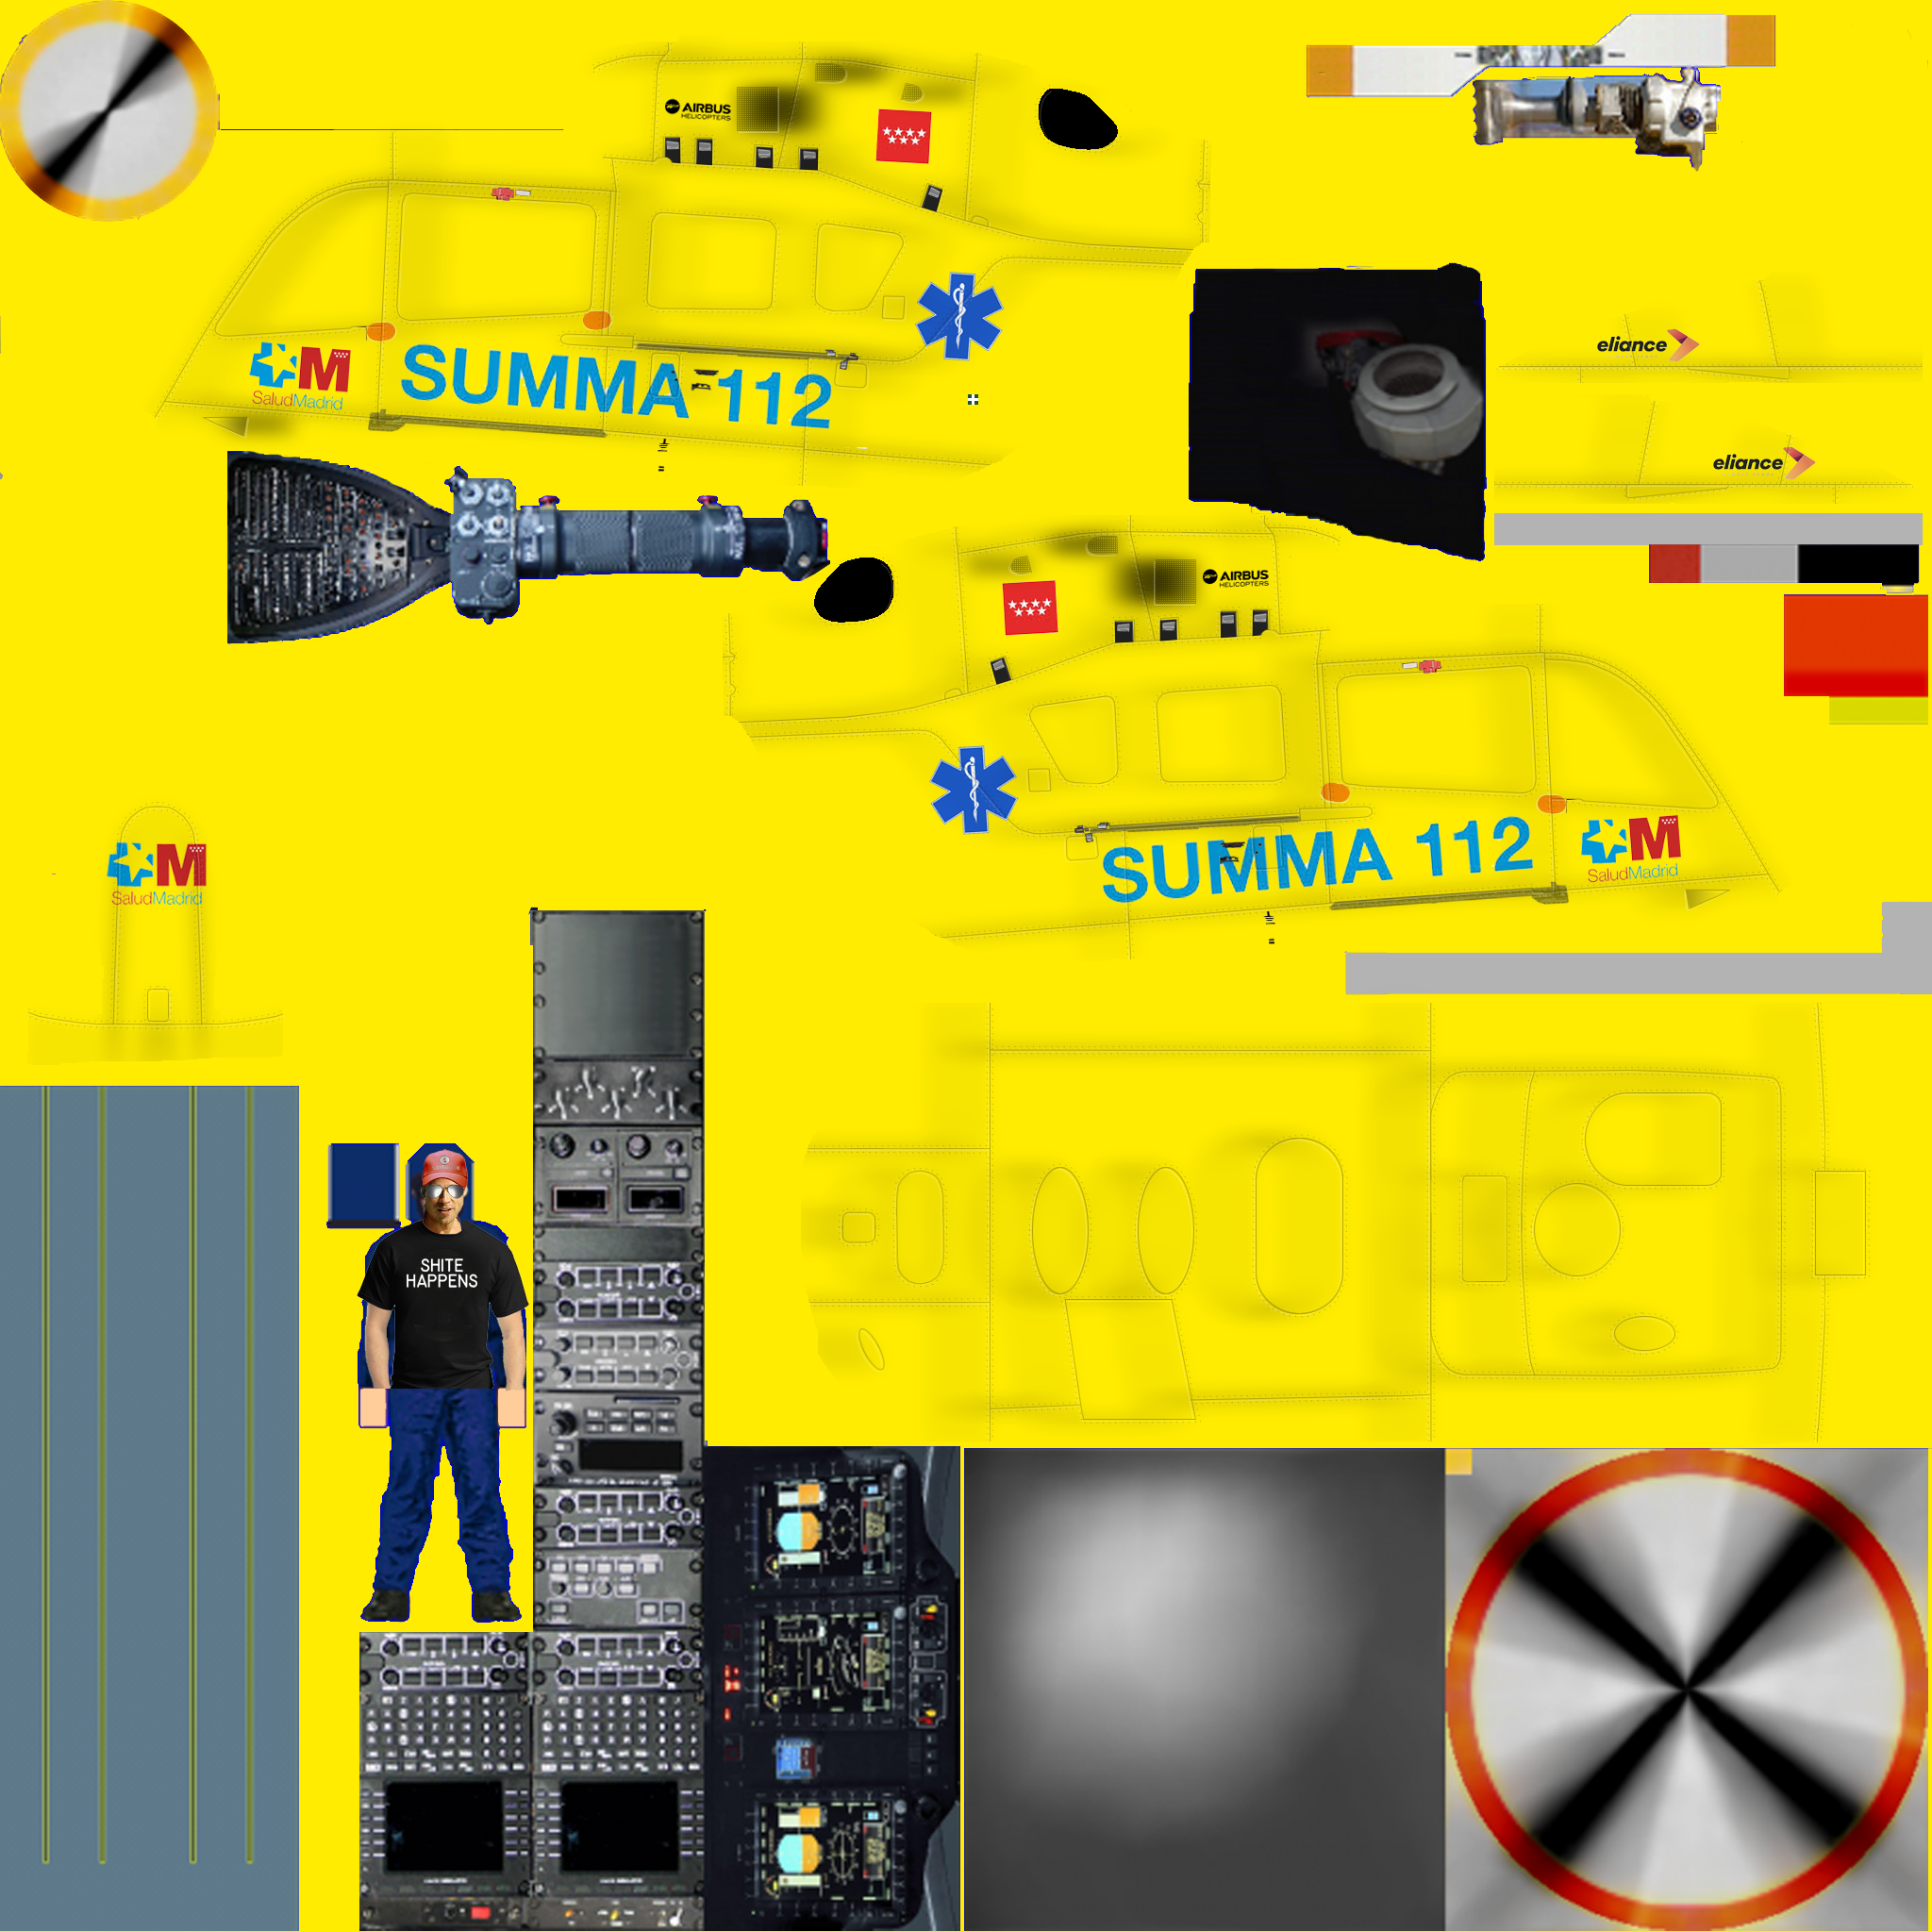 AIRBUS
HELICOPTERS
SaludMadrid
SUMMA 112
eliance
eliance
AIRBUS
HELICOPTERS
SUMMA 112
SaludMadrid
SaludMadrid
SHITE
HAPPENS